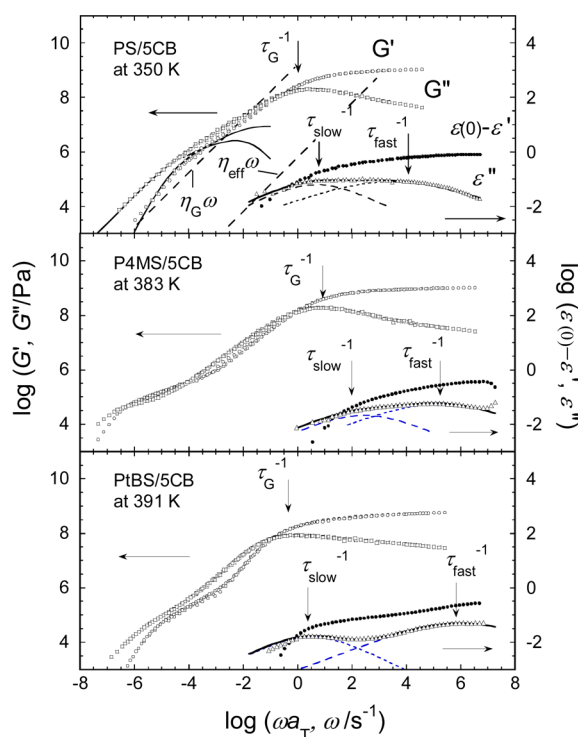 PS/5CB
at 350 K
τG⁻¹
G'
G"
τslow⁻¹
τfast⁻¹
ε(0)−ε'
ε"
ηeffω
ηGω
10
8
6
4
4
2
0
-2
P4MS/5CB
at 383 K
τG⁻¹
τslow⁻¹
τfast⁻¹
10
8
6
4
4
2
0
-2
PtBS/5CB
at 391 K
τG⁻¹
τslow⁻¹
τfast⁻¹
10
8
6
4
4
2
0
-2
log (G', G"/Pa)
log (ε(0)−ε', ε")
-8 -6 -4 -2 0 2 4 6 8
log (ωaT, ω/s⁻¹)